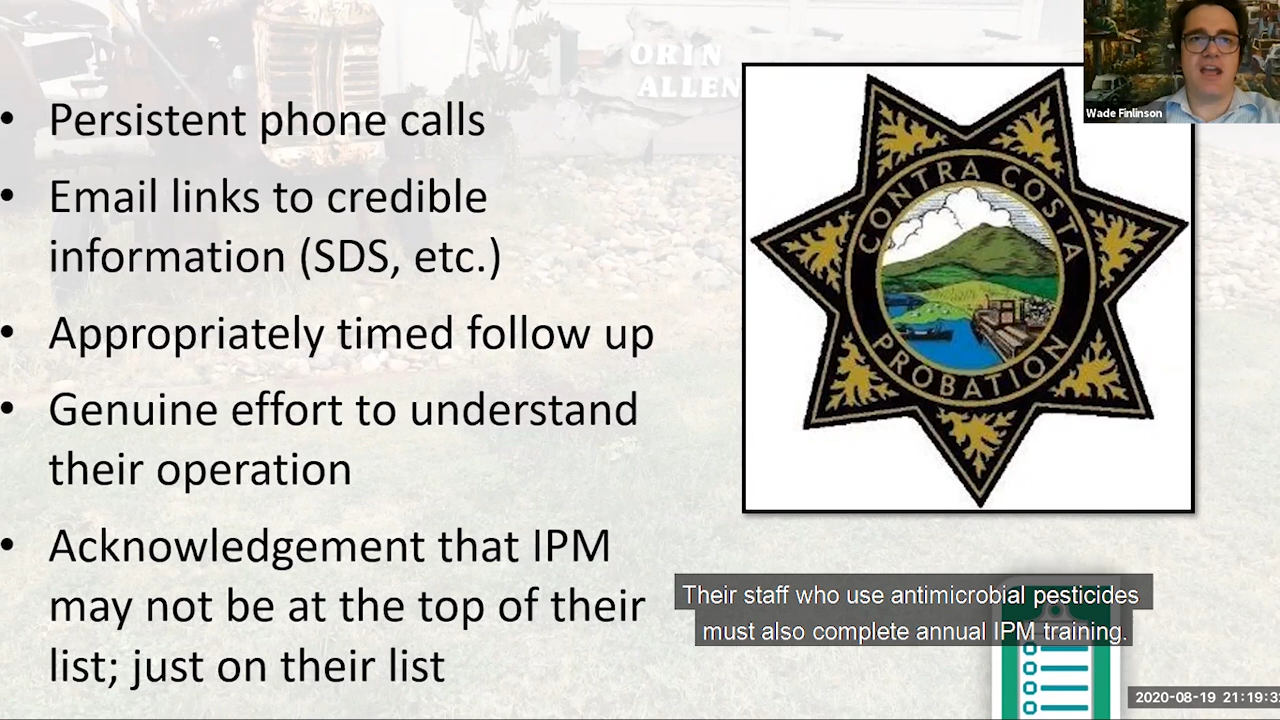 ORIN
ALLEN
Wade Finlinson
• Persistent phone calls
• Email links to credible
information (SDS, etc.)
• Appropriately timed follow up
• Genuine effort to understand
their operation
• Acknowledgement that IPM
may not be at the top of their
list; just on their list
CONTRA COSTA
PROBATION
Their staff who use antimicrobial pesticides
must also complete annual IPM training.
2020-08-19 21:19:3